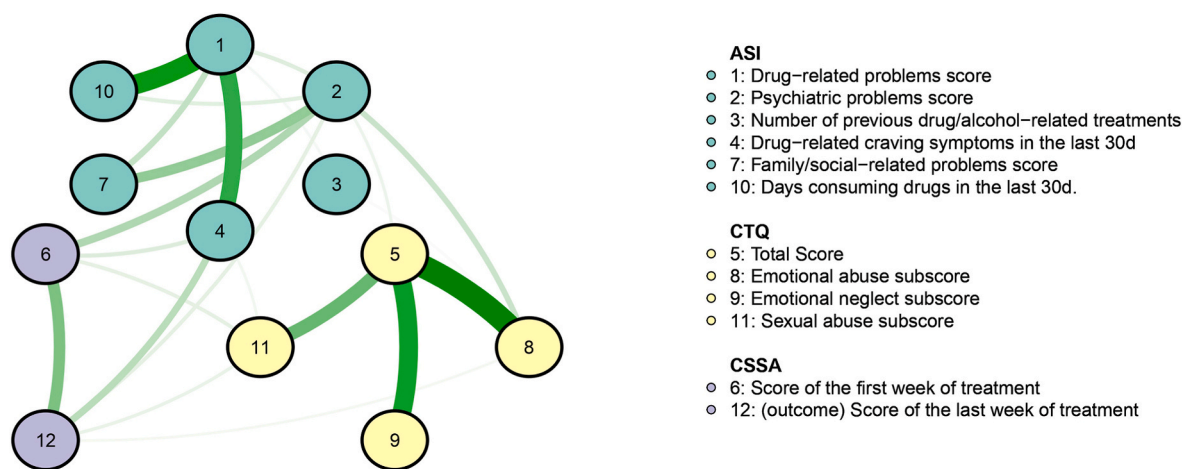 1
10
2
7
3
4
6
5
11
8
12
9
ASI
1: Drug−related problems score
2: Psychiatric problems score
3: Number of previous drug/alcohol−related treatments
4: Drug−related craving symptoms in the last 30d
7: Family/social−related problems score
10: Days consuming drugs in the last 30d.
CTQ
5: Total Score
8: Emotional abuse subscore
9: Emotional neglect subscore
11: Sexual abuse subscore
CSSA
6: Score of the first week of treatment
12: (outcome) Score of the last week of treatment